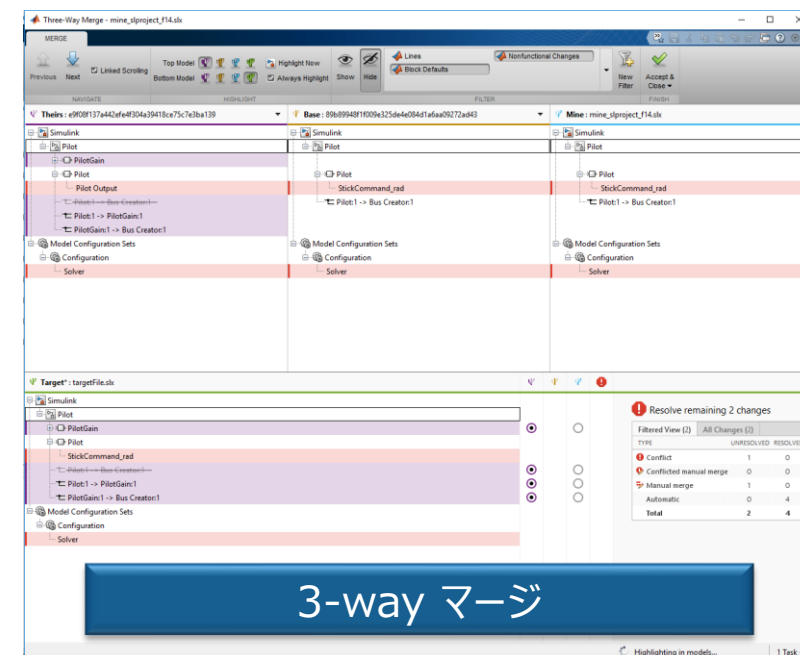 Three-Way Merge - mine_slproject_f14.slx
MERGE
Previous Next Linked Scrolling Top Model Bottom Model Highlight Now Always Highlight Show Hide Lines Block Defaults Nonfunctional Changes New Filter Accept & Close
NAVIGATE HIGHLIGHT FILTER FINISH
Theirs : e9f08f137a442efe4f304a39418ce75c7e3ba139 Base : 89b89948f1f009e325de4e084d1a6aa09272ad43 Mine : mine_slproject_f14.slx
Simulink Simulink Simulink
Pilot Pilot Pilot
PilotGain
Pilot Pilot Pilot
Pilot Output StickCommand_rad StickCommand_rad
Pilot:1 -> Bus Creator:1 Pilot:1 -> Bus Creator:1 Pilot:1 -> Bus Creator:1
Pilot:1 -> PilotGain:1
PilotGain:1 -> Bus Creator:1
Model Configuration Sets Model Configuration Sets Model Configuration Sets
Configuration Configuration Configuration
Solver Solver Solver
Target* : targetFile.slx
Simulink
Pilot
PilotGain
Pilot
StickCommand_rad
Pilot:1 -> Bus Creator:1
Pilot:1 -> PilotGain:1
PilotGain:1 -> Bus Creator:1
Model Configuration Sets
Configuration
Solver
Resolve remaining 2 changes
Filtered View (2) All Changes (2)
TYPE UNRESOLVED RESOLVE
Conflict 1 0
Conflicted manual merge 0 0
Manual merge 1 0
Automatic 0 4
Total 2 4
3-way マージ
Highlighting in models... 1 Task